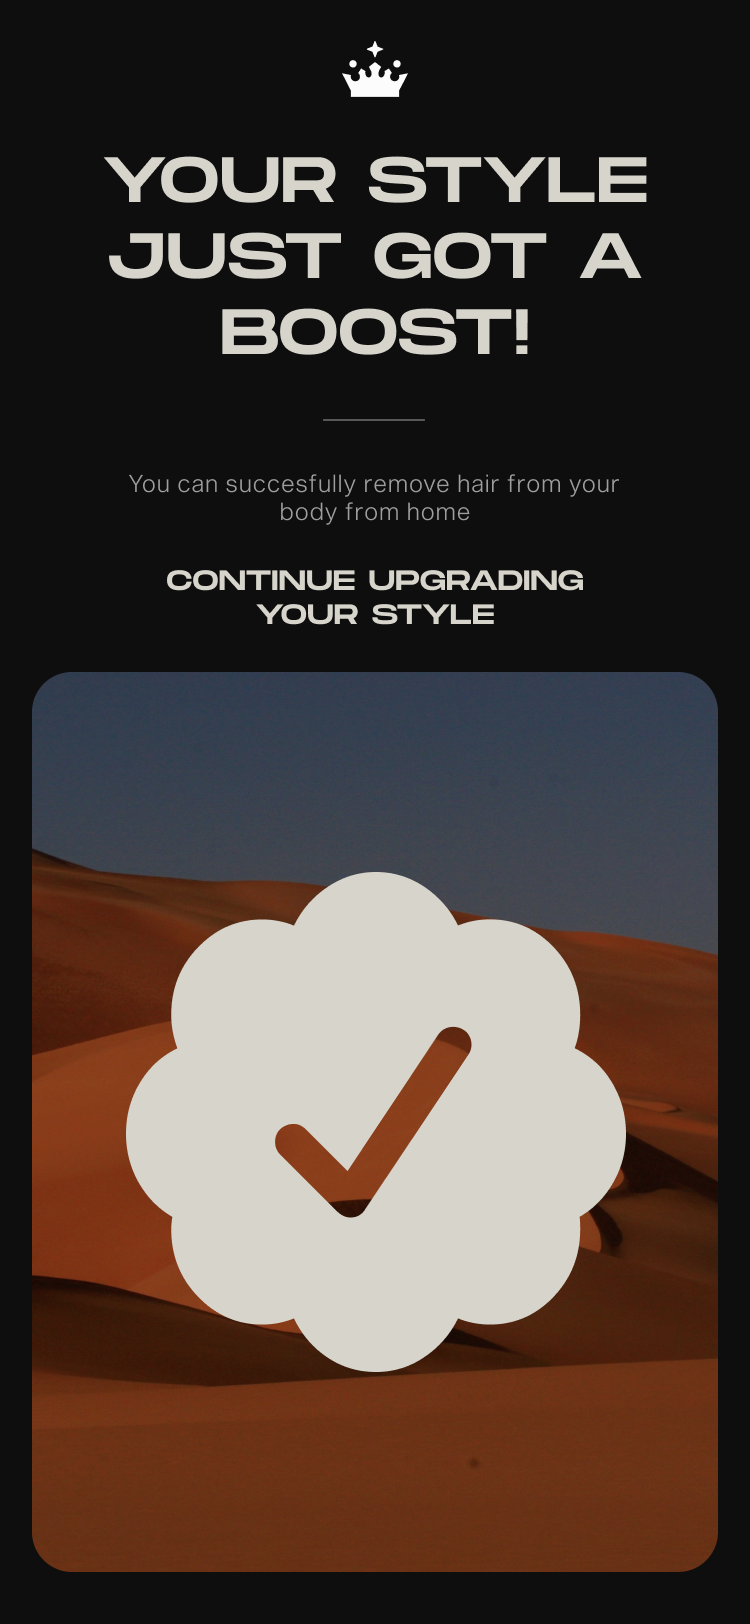 YOUR STYLE
JUST GOT A
BOOST!
You can succesfully remove hair from your
body from home
CONTINUE UPGRADING
YOUR STYLE